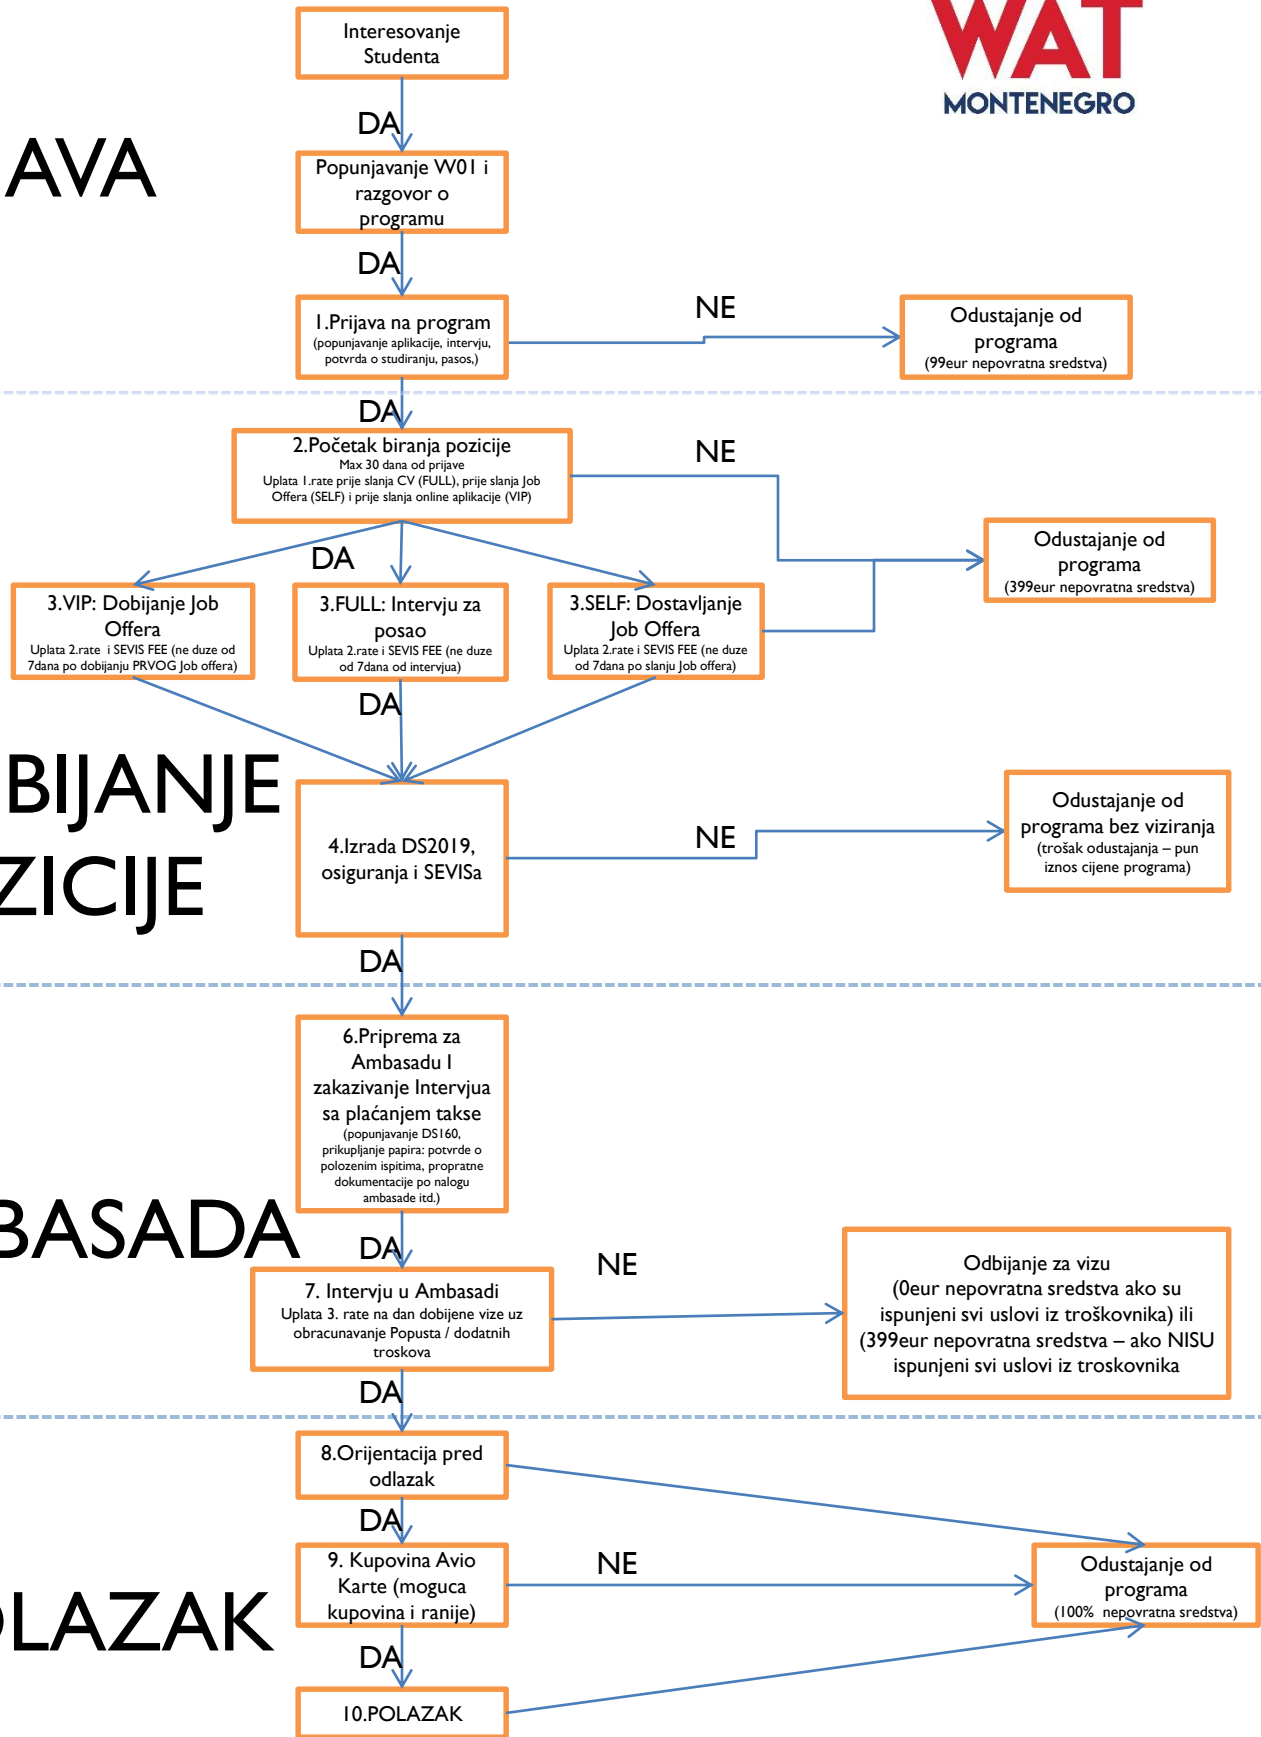 WAT
MONTENEGRO
Interesovanje
Studenta
DA
AVA
Popunjavanje W01 i
razgovor o
programu
DA
1.Prijava na program
(popunjavanje aplikacije, intervju,
potvrda o studiranju, pasos,)
NE
Odustajanje od
programa
(99eur nepovratna sredstva)
DA
2.Početak biranja pozicije
Max 30 dana od prijave
Uplata 1.rate prije slanja CV (FULL), prije slanja Job
Offera (SELF) i prije slanja online aplikacije (VIP)
NE
Odustajanje od
programa
(399eur nepovratna sredstva)
DA
3.VIP: Dobijanje Job
Offera
Uplata 2.rate  i SEVIS FEE (ne duze od
7dana po dobijanju PRVOG Job offera)
3.FULL: Intervju za
posao
Uplata 2.rate i SEVIS FEE (ne duze
od 7dana od intervjua)
3.SELF: Dostavljanje
Job Offera
Uplata 2.rate i SEVIS FEE (ne duze
od 7dana po slanju Job offera)
DA
BIJANJE
ZICIJE
4.Izrada DS2019,
osiguranja i SEVISa
NE
Odustajanje od
programa bez viziranja
(trošak odustajanja – pun
iznos cijene programa)
DA
6.Priprema za
Ambasadu I
zakazivanje Intervjua
sa plaćanjem takse
(popunjavanje DS160,
prikupljanje papira: potvrde o
polozenim ispitima, propratne
dokumentacije po nalogu
ambasade itd.)
BASADA
DA
7. Intervju u Ambasadi
Uplata 3. rate na dan dobijene vize uz
obracunavanje Popusta / dodatnih
troskova
NE
Odbijanje za vizu
(0eur nepovratna sredstva ako su
ispunjeni svi uslovi iz troškovnika) ili
(399eur nepovratna sredstva – ako NISU
ispunjeni svi uslovi iz troskovnika
DA
8.Orijentacija pred
odlazak
DA
9. Kupovina Avio
Karte (moguca
kupovina i ranije)
NE
Odustajanje od
programa
(100%  nepovratna sredstva)
OLAZAK
DA
10.POLAZAK